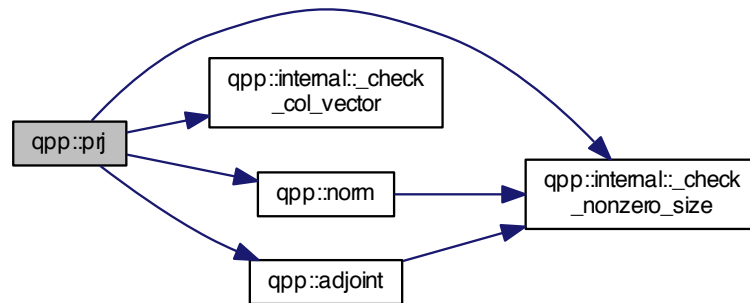 qpp::prj
qpp::internal::_check
_col_vector
qpp::norm
qpp::adjoint
qpp::internal::_check
_nonzero_size